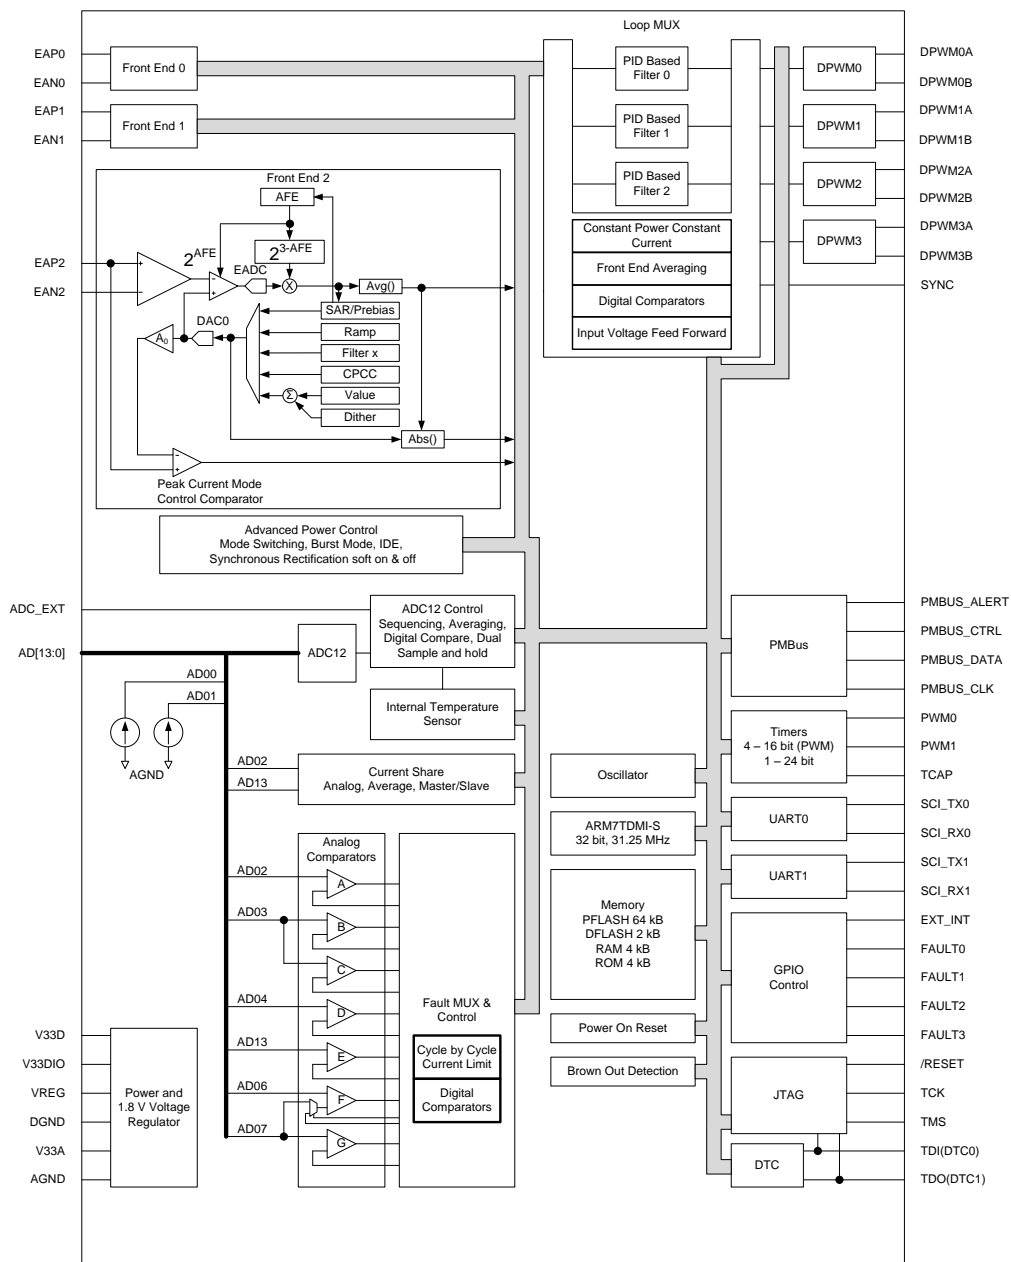 Loop MUX
EAP0
EAN0
EAP1
EAN1
Front End 0
Front End 1
PID Based
Filter 0
PID Based
Filter 1
PID Based
Filter 2
Constant Power Constant
Current
Front End Averaging
Digital Comparators
Input Voltage Feed Forward
DPWM0
DPWM1
DPWM2
DPWM3
DPWM0A
DPWM0B
DPWM1A
DPWM1B
DPWM2A
DPWM2B
DPWM3A
DPWM3B
SYNC
Front End 2
AFE
2AFE
23-AFE
EAP2
EAN2
EADC
X
Avg()
SAR/Prebias
Ramp
Filter x
CPCC
Value
Dither
Σ
DAC0
A0
Abs()
Peak Current Mode
Control Comparator
Advanced Power Control
Mode Switching, Burst Mode, IDE,
Synchronous Rectification soft on & off
ADC_EXT
AD[13:0]
ADC12
ADC12 Control
Sequencing, Averaging,
Digital Compare, Dual
Sample and hold
Internal Temperature
Sensor
AD00
AD01
AGND
AD02
AD13
Current Share
Analog, Average, Master/Slave
Analog
Comparators
AD02
A
AD03
B
C
AD04
D
AD13
E
AD06
F
AD07
G
Fault MUX &
Control
Cycle by Cycle
Current Limit
Digital
Comparators
V33D
V33DIO
VREG
DGND
V33A
AGND
Power and
1.8 V Voltage
Regulator
Oscillator
ARM7TDMI-S
32 bit, 31.25 MHz
Memory
PFLASH 64 kB
DFLASH 2 kB
RAM 4 kB
ROM 4 kB
Power On Reset
Brown Out Detection
PMBus
Timers
4 – 16 bit (PWM)
1 – 24 bit
UART0
UART1
GPIO
Control
JTAG
DTC
PMBUS_ALERT
PMBUS_CTRL
PMBUS_DATA
PMBUS_CLK
PWM0
PWM1
TCAP
SCI_TX0
SCI_RX0
SCI_TX1
SCI_RX1
EXT_INT
FAULT0
FAULT1
FAULT2
FAULT3
/RESET
TCK
TMS
TDI(DTC0)
TDO(DTC1)